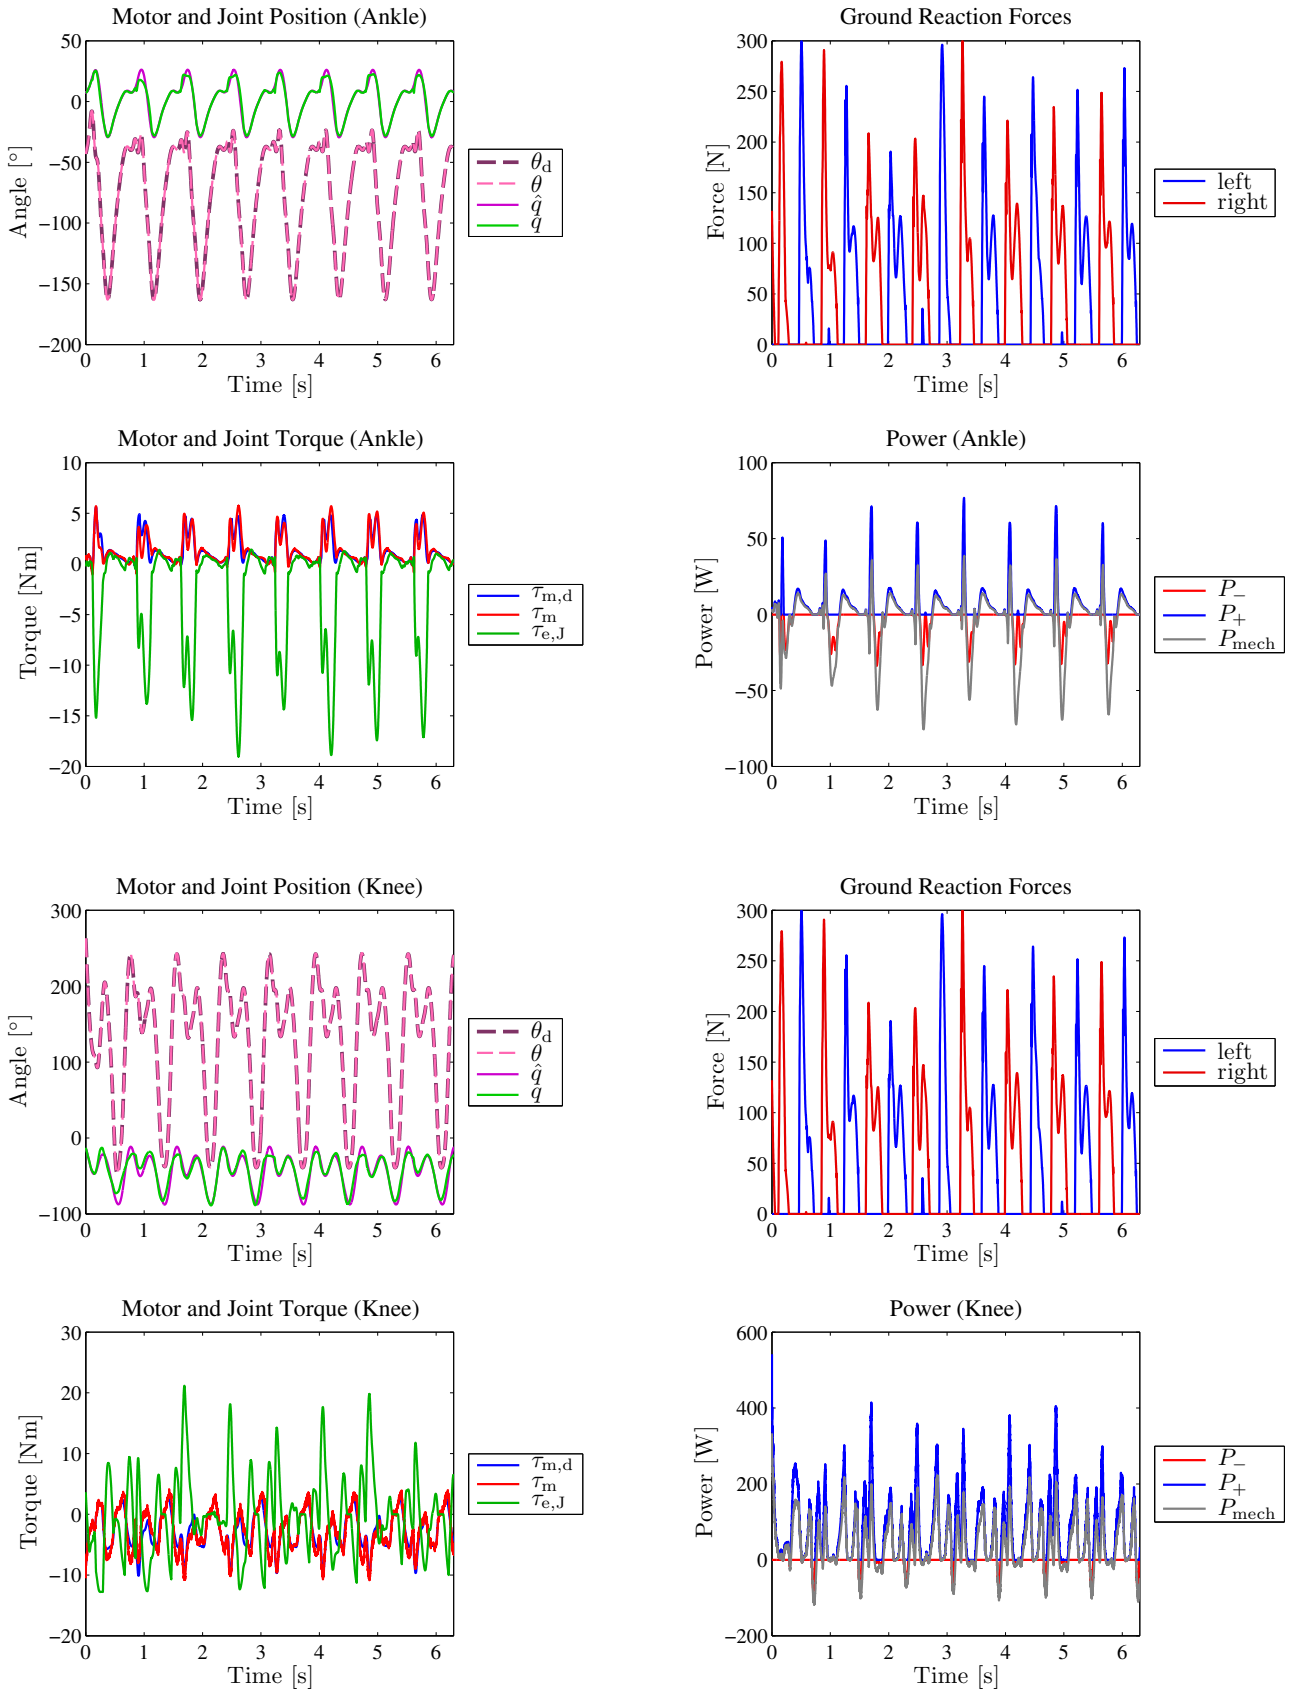 Motor and Joint Position (Ankle)
Angle [°]
50
0
−50
−100
−150
−200
0 1 2 3 4 5 6
Time [s]
θd
θ
q̂
q
Ground Reaction Forces
Force [N]
300
250
200
150
100
50
0
0 1 2 3 4 5 6
Time [s]
left
right
Motor and Joint Torque (Ankle)
Torque [Nm]
10
5
0
−5
−10
−15
−20
0 1 2 3 4 5 6
Time [s]
τm,d
τm
τe,J
Power (Ankle)
Power [W]
100
50
0
−50
−100
0 1 2 3 4 5 6
Time [s]
P−
P+
Pmech
Motor and Joint Position (Knee)
Angle [°]
300
200
100
0
−100
0 1 2 3 4 5 6
Time [s]
θd
θ
q̂
q
Ground Reaction Forces
Force [N]
300
250
200
150
100
50
0
0 1 2 3 4 5 6
Time [s]
left
right
Motor and Joint Torque (Knee)
Torque [Nm]
30
20
10
0
−10
−20
0 1 2 3 4 5 6
Time [s]
τm,d
τm
τe,J
Power (Knee)
Power [W]
600
400
200
0
−200
0 1 2 3 4 5 6
Time [s]
P−
P+
Pmech